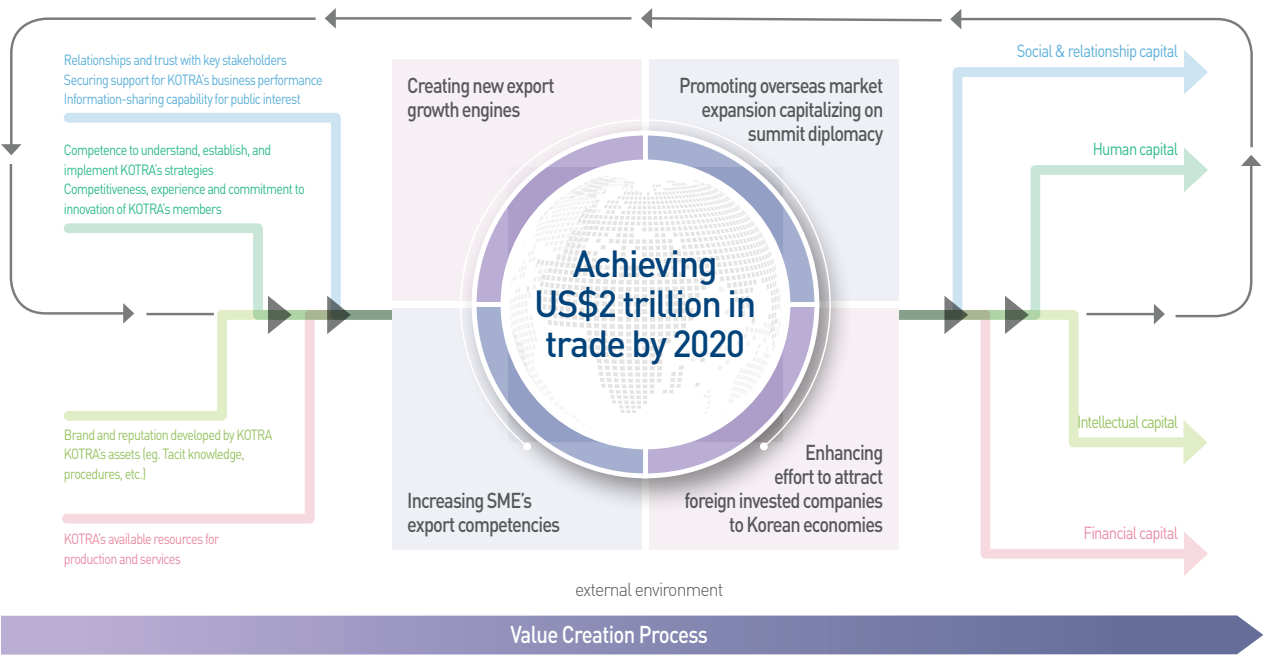 Relationships and trust with key stakeholders
Securing support for KOTRA's business performance
Information-sharing capability for public interest
Competence to understand, establish, and
implement KOTRA's strategies
Competitiveness, experience and commitment to
innovation of KOTRA's members
Brand and reputation developed by KOTRA
KOTRA's assets (eg. Tacit knowledge,
procedures, etc.)
KOTRA's available resources for
production and services
Creating new export
growth engines
Promoting overseas market
expansion capitalizing on
summit diplomacy
Achieving
US$2 trillion in
trade by 2020
Increasing SME's
export competencies
Enhancing
effort to attract
foreign invested companies
to Korean economies
Social & relationship capital
Human capital
Intellectual capital
Financial capital
external environment
Value Creation Process